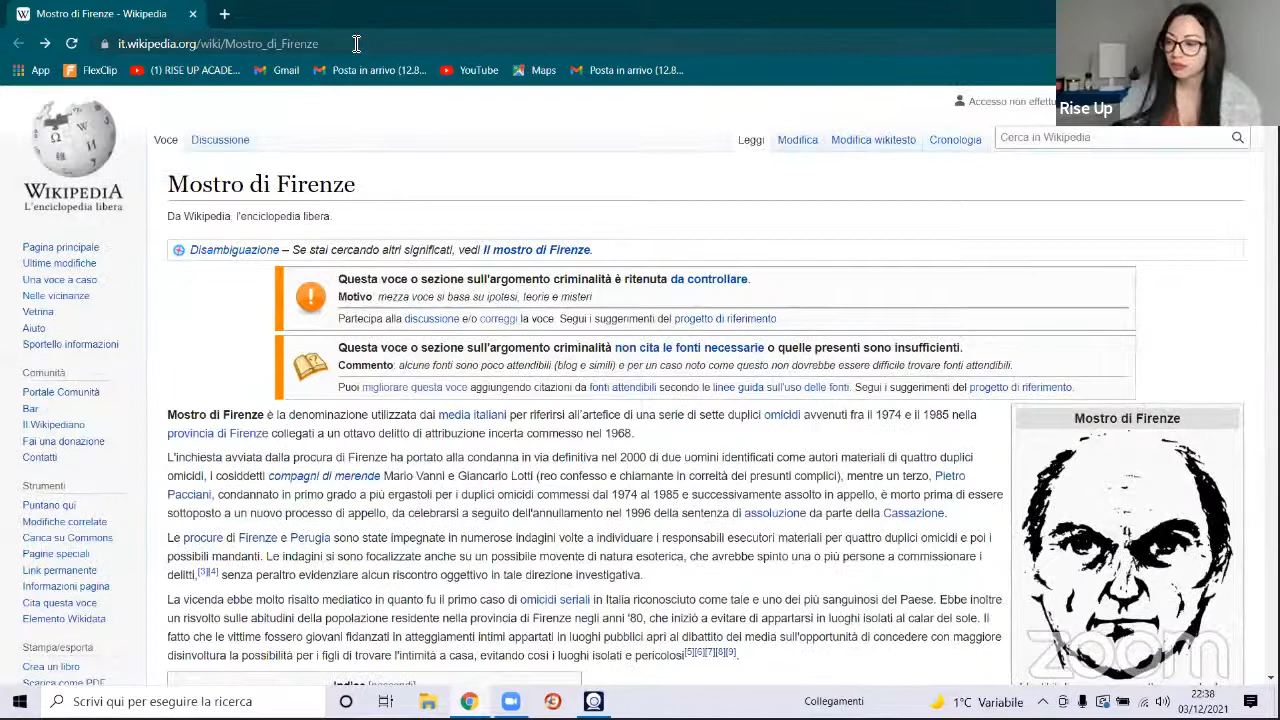 Mostro di Firenze - Wikipedia
it.wikipedia.org/wiki/Mostro_di_Firenze
App FlexClip (1) RISE UP ACADE... Gmail Posta in arrivo (12.8... YouTube Maps Posta in arrivo (12.8...
Rise Up
Accesso non effettu
Voce Discussione Leggi Modifica Modifica wikitesto Cronologia Cerca in Wikipedia
WIKIPEDIA
L'enciclopedia libera
Mostro di Firenze
Da Wikipedia, l'enciclopedia libera.
Disambiguazione – Se stai cercando altri significati, vedi Il mostro di Firenze.
Questa voce o sezione sull'argomento criminalità è ritenuta da controllare.
Motivo: mezza voce si basa su ipotesi, teorie e misteri
Partecipa alla discussione e/o correggi la voce. Segui i suggerimenti del progetto di riferimento
Questa voce o sezione sull'argomento criminalità non cita le fonti necessarie o quelle presenti sono insufficienti.
Commento: alcune fonti sono poco attendibili (blog e simili) e per un caso noto come questo non dovrebbe essere difficile trovare fonti attendibili.
Puoi migliorare questa voce aggiungendo citazioni da fonti attendibili secondo le linee guida sull'uso delle fonti. Segui i suggerimenti del progetto di riferimento.
Mostro di Firenze è la denominazione utilizzata dai media italiani per riferirsi all'artefice di una serie di sette duplici omicidi avvenuti fra il 1974 e il 1985 nella
provincia di Firenze collegati a un ottavo delitto di attribuzione incerta commesso nel 1968.
L'inchiesta avviata dalla procura di Firenze ha portato alla condanna in via definitiva nel 2000 di due uomini identificati come autori materiali di quattro duplici
omicidi, i cosiddetti compagni di merende Mario Vanni e Giancarlo Lotti (reo confesso e chiamante in correità dei presunti complici), mentre un terzo, Pietro
Pacciani, condannato in primo grado a più ergastoli per i duplici omicidi commessi dal 1974 al 1985 e successivamente assolto in appello, è morto prima di essere
sottoposto a un nuovo processo di appello, da celebrarsi a seguito dell'annullamento nel 1996 della sentenza di assoluzione da parte della Cassazione.
Le procure di Firenze e Perugia sono state impegnate in numerose indagini volte a individuare i responsabili esecutori materiali per quattro duplici omicidi e poi i
possibili mandanti. Le indagini si sono focalizzate anche su un possibile movente di natura esoterica, che avrebbe spinto una o più persone a commissionare i
delitti,[3][4] senza peraltro evidenziare alcun riscontro oggettivo in tale direzione investigativa.
La vicenda ebbe molto risalto mediatico in quanto fu il primo caso di omicidi seriali in Italia riconosciuto come tale e uno dei più sanguinosi del Paese. Ebbe inoltre
un risvolto sulle abitudini della popolazione residente nella provincia di Firenze negli anni '80, che iniziò a evitare di appartarsi in luoghi isolati al calar del sole. Il
fatto che le vittime fossero giovani fidanzati in atteggiamenti intimi appartati in luoghi pubblici aprì al dibattito dei media sull'opportunità di concedere con maggiore
disinvoltura la possibilità per i figli di trovare l'intimità a casa, evitando così i luoghi isolati e pericolosi[5][6][7][8][9].
Indice [nascondi]
Mostro di Firenze
Pagina principale
Ultime modifiche
Una voce a caso
Nelle vicinanze
Vetrina
Aiuto
Sportello informazioni
Comunità
Portale Comunità
Bar
Il Wikipediano
Fai una donazione
Contatti
Strumenti
Puntano qui
Modifiche correlate
Carica su Commons
Pagine speciali
Link permanente
Informazioni pagina
Cita questa voce
Elemento Wikidata
Stampa/esporta
Crea un libro
Scarica come PDF
zoom
Scrivi qui per eseguire la ricerca
Collegamenti 1°C Variabile 22:38
03/12/2021